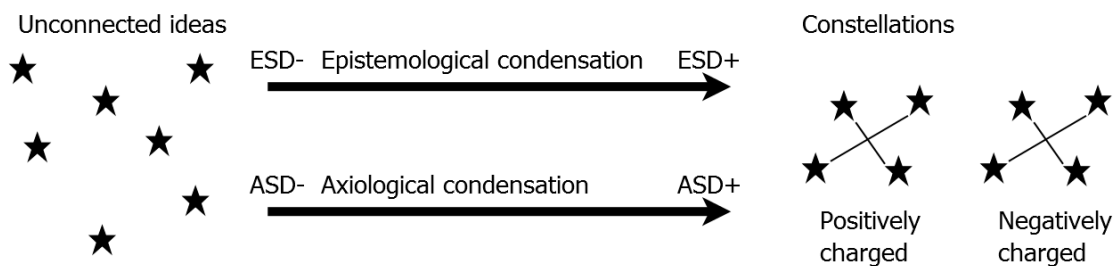 Unconnected ideas
ESD- Epistemological condensation ESD+
Constellations
ASD- Axiological condensation ASD+
Positively charged
Negatively charged